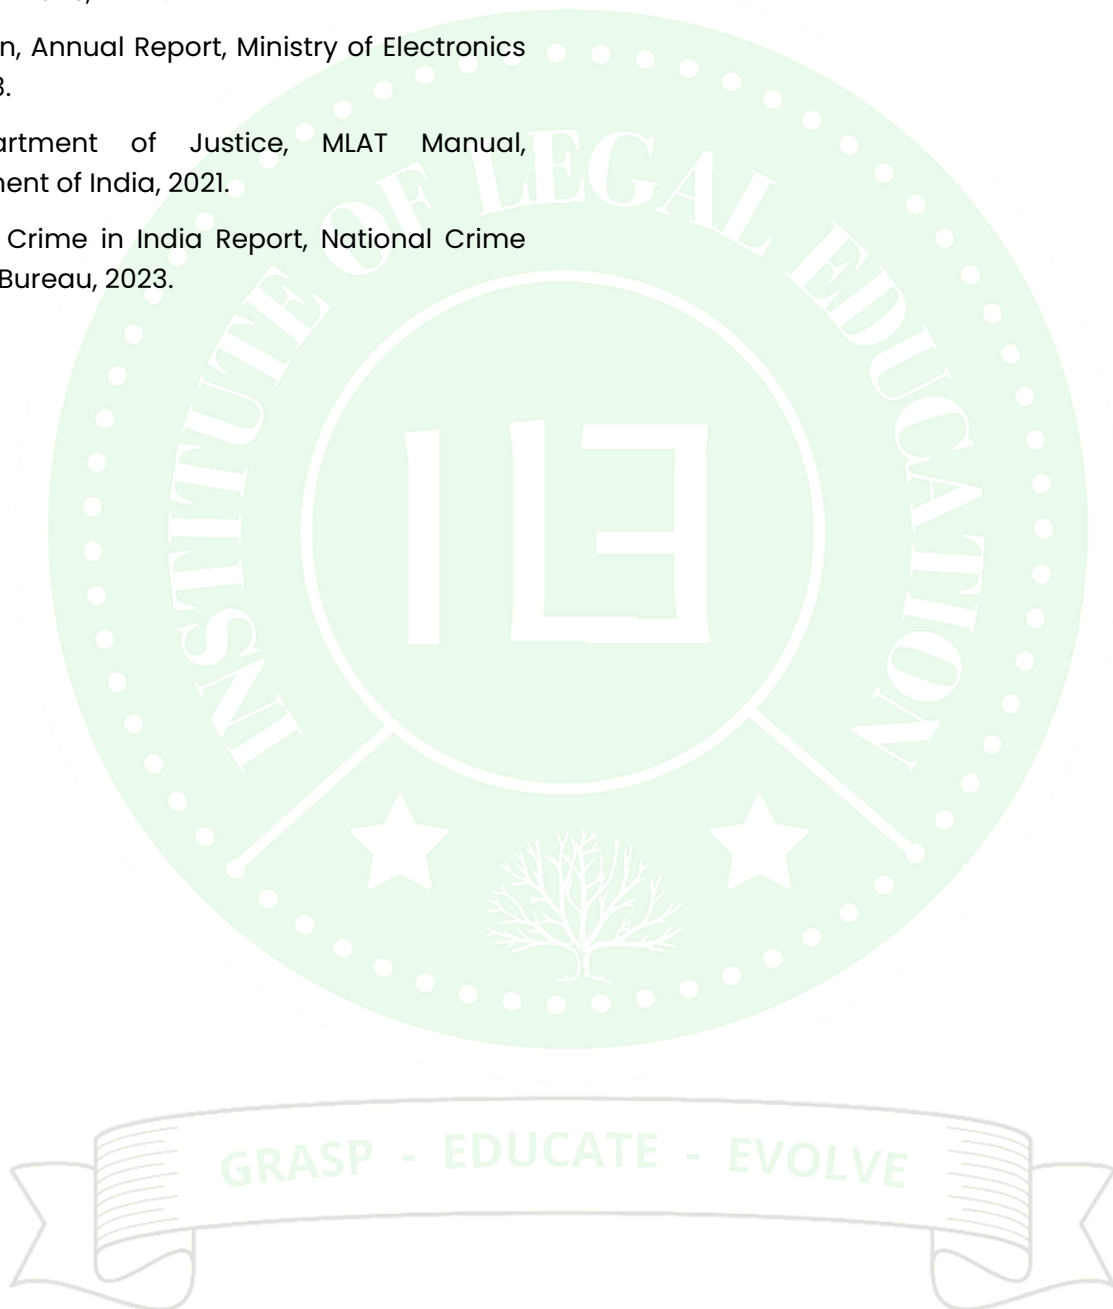 n, Annual Report, Ministry of Electronics
3.
artment of Justice, MLAT Manual,
nent of India, 2021.
Crime in India Report, National Crime
Bureau, 2023.
INSTITUTE OF LEGAL EDUCATION
ILE
GRASP - EDUCATE - EVOLVE